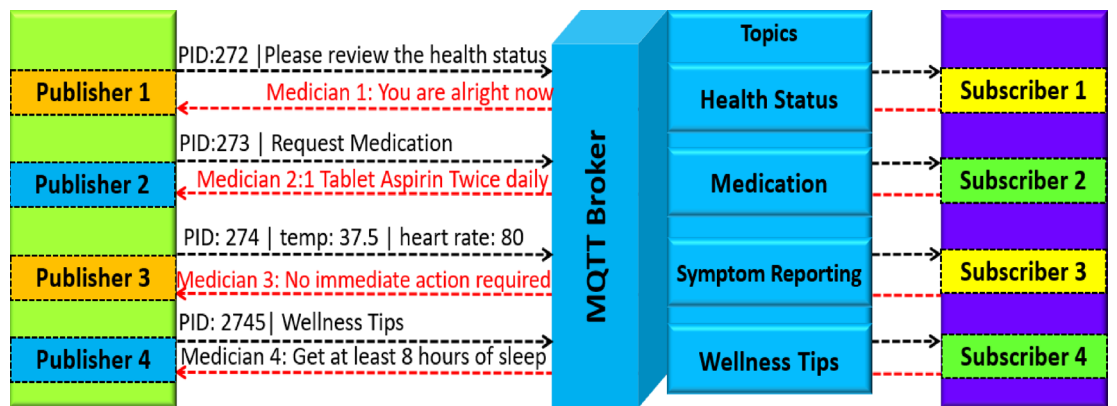 PID:272 |Please review the health status
Publisher 1
Medician 1: You are alright now
PID:273 | Request Medication
Publisher 2
Medician 2:1 Tablet Aspirin Twice daily
PID: 274 | temp: 37.5 | heart rate: 80
Publisher 3
Medician 3: No immediate action required
PID: 2745| Wellness Tips
Publisher 4
Medician 4: Get at least 8 hours of sleep
MQTT Broker
Topics
Health Status
Medication
Symptom Reporting
Wellness Tips
Subscriber 1
Subscriber 2
Subscriber 3
Subscriber 4